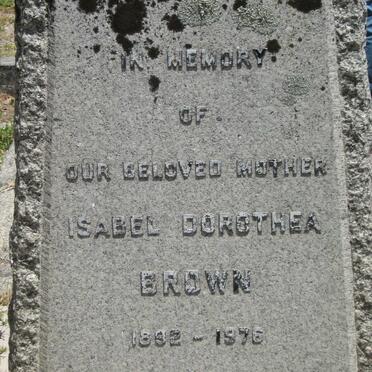 IN MEMORY
OF
OUR BELOVED MOTHER
ISABEL DOROTHEA
BROWN
1892 - 1976